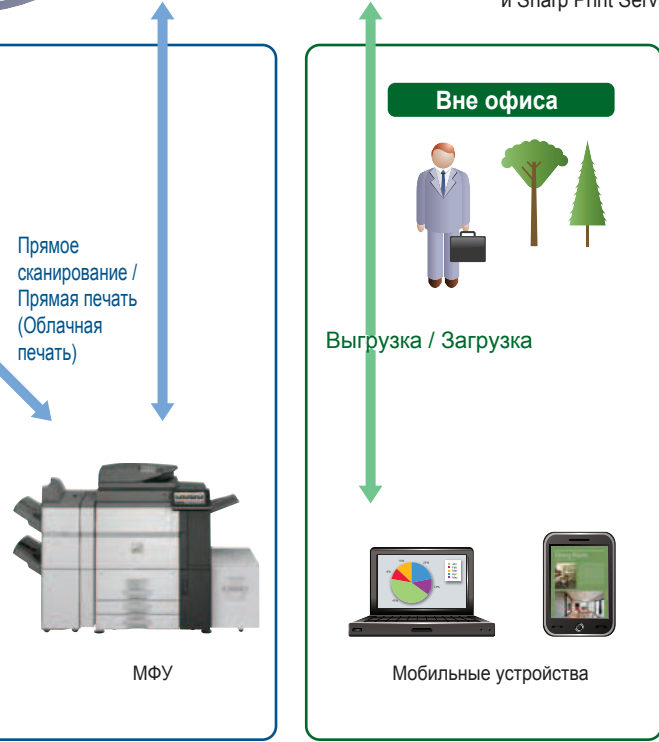 и Sharp Print Serv
Вне офиса
Прямое
сканирование /
Прямая печать
(Облачная
печать)
Выгрузка / Загрузка
МФУ
Мобильные устройства